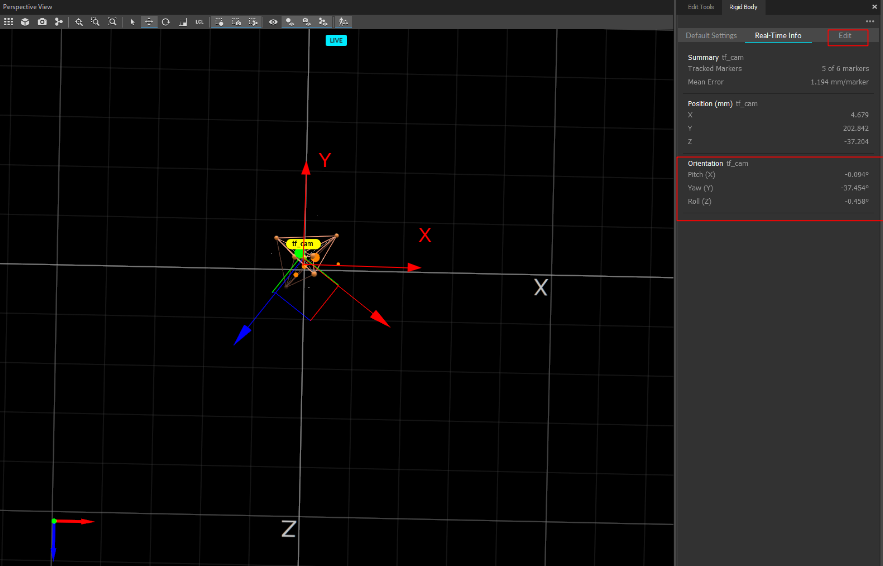 Perspective View
Edit Tools Rigid Body
LCL
LIVE
Default Settings Real-Time Info Edit
Summary tf_cam
Tracked Markers 5 of 6 markers
Mean Error 1.194 mm/marker
Position (mm) tf_cam
X 4.679
Y 202.842
Z -37.204
Orientation tf_cam
Pitch (X) -0.094°
Yaw (Y) -37.454°
Roll (Z) -0.458°
Y
X
tf_cam
X
Z